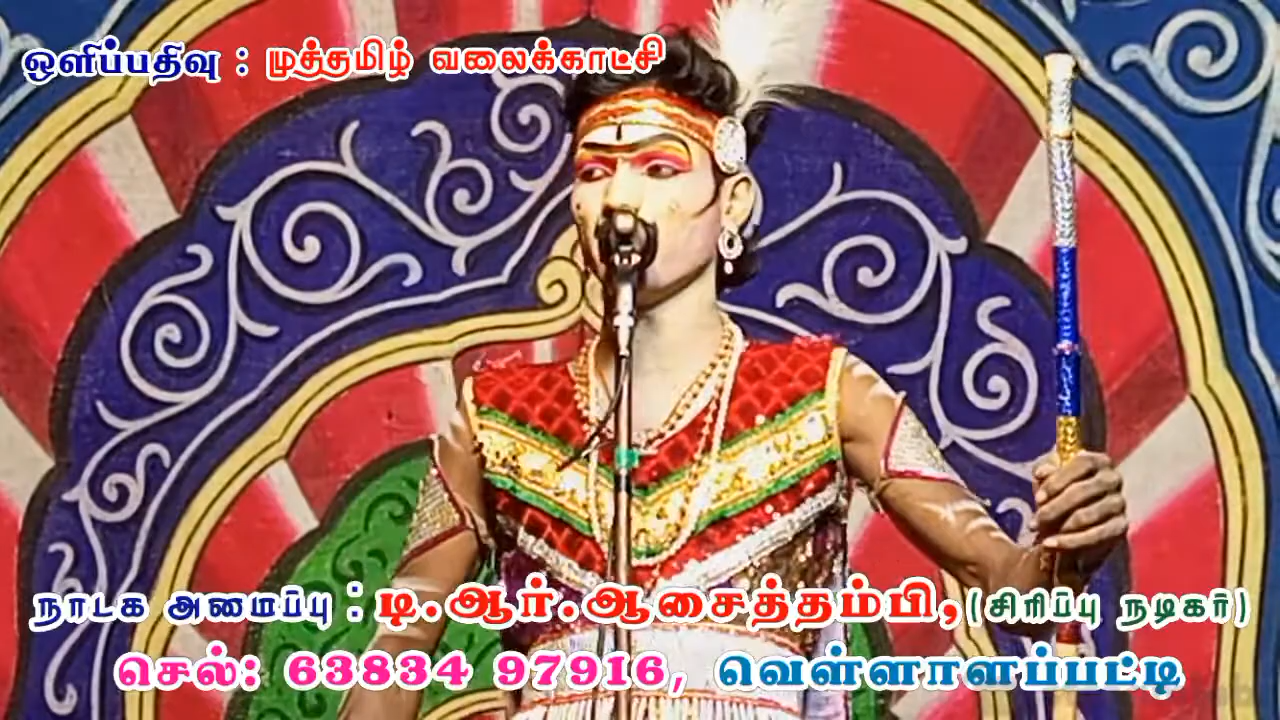 ஒளிப்பதிவு : முத்தமிழ் வலைக்காட்சி
நாடக அமைப்பு : டி.ஆர்.ஆசைத்தம்பி, (சிரிப்பு நடிகர்)
செல்: 63834 97916, வெள்ளாளப்பட்டி